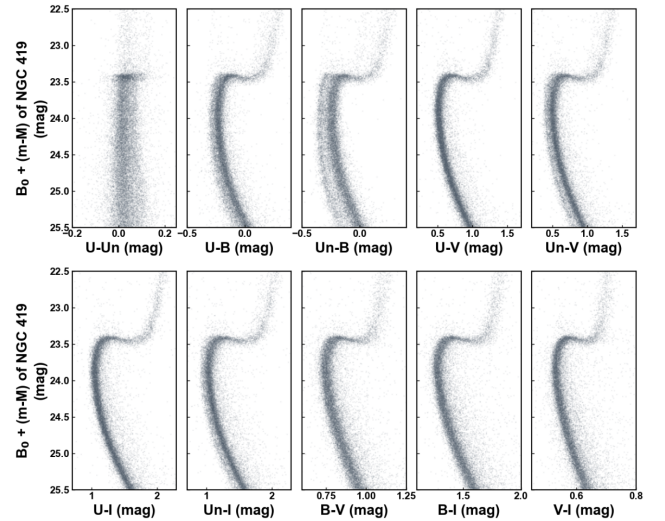 22.5
23.0
23.5
24.0
24.5
25.0
25.5
B₀ + (m-M) of NGC 419
(mag)
−0.2 0.0 0.2
−0.5 0.0
−0.5 0.0
0.5 1.0 1.5
0.5 1.0 1.5
U-Un (mag)
U-B (mag)
Un-B (mag)
U-V (mag)
Un-V (mag)
22.5
23.0
23.5
24.0
24.5
25.0
25.5
B₀ + (m-M) of NGC 419
(mag)
1 2
1 2
0.75 1.00 1.25
1.5 2.0
0.6 0.8
U-I (mag)
Un-I (mag)
B-V (mag)
B-I (mag)
V-I (mag)